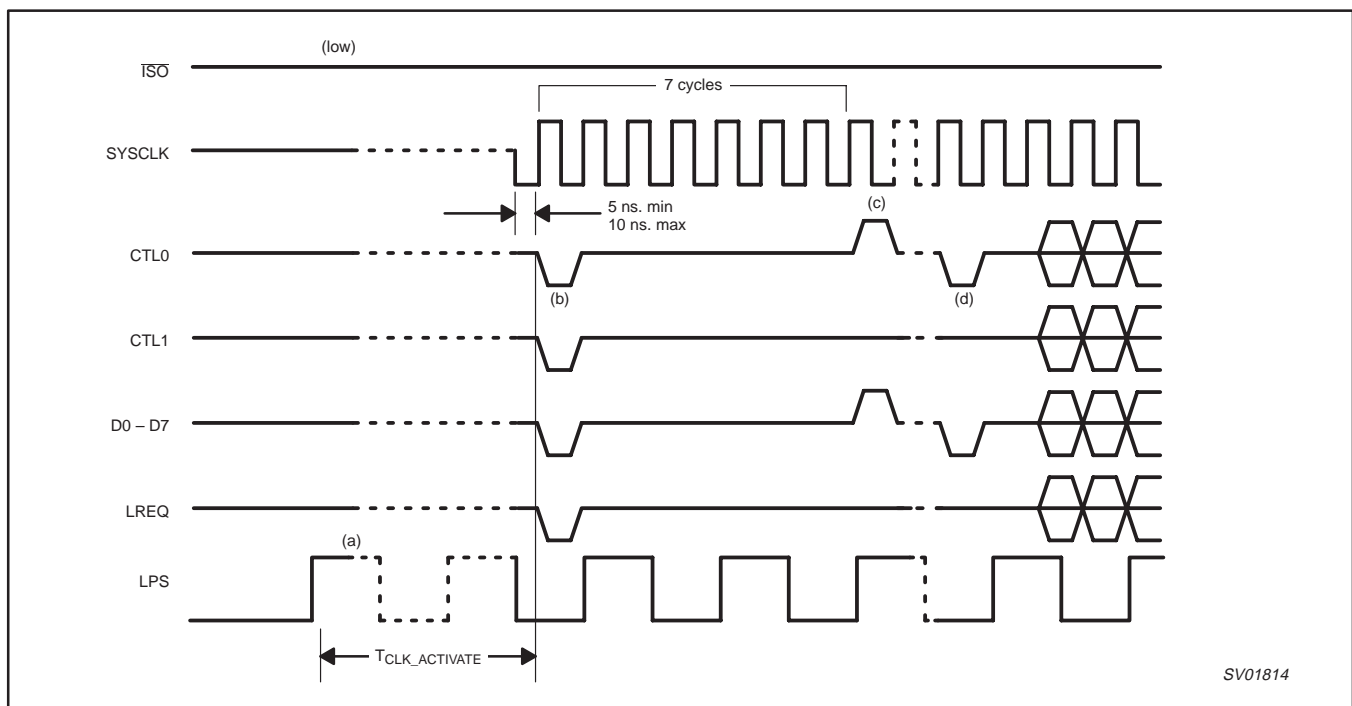 (low)
ISO
7 cycles
SYSCLK
5 ns. min
10 ns. max
(c)
CTL0
(b)
(d)
CTL1
D0 – D7
LREQ
(a)
LPS
TCLK_ACTIVATE
SV01814